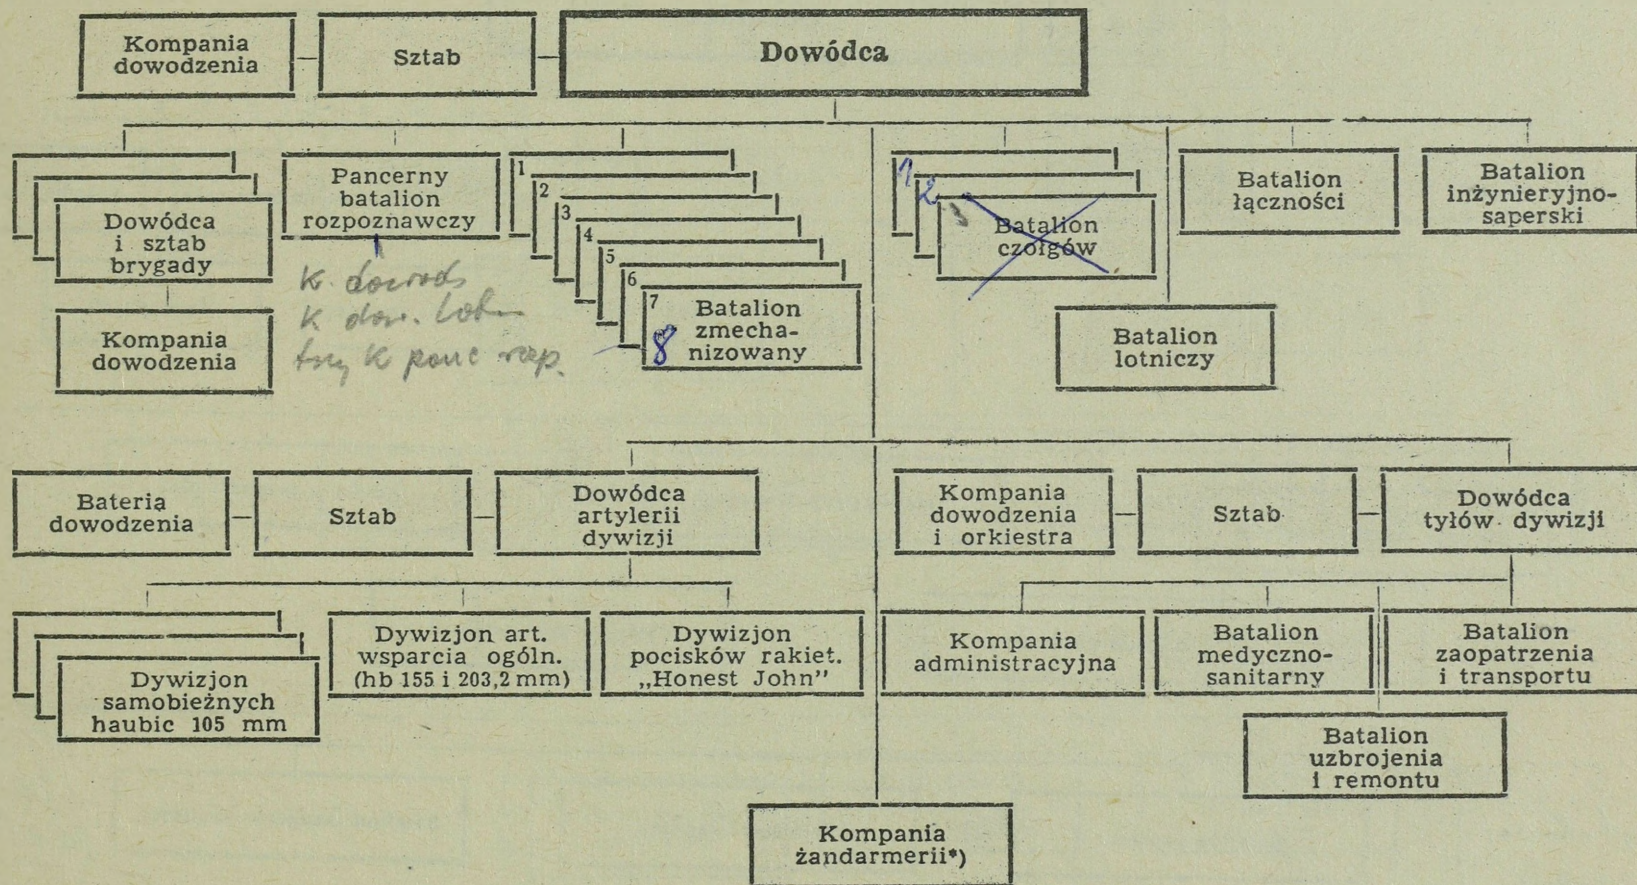 Kompania
dowodzenia
Sztab
Dowódca
Dowódca
i sztab
brygady
Kompania
dowodzenia
Pancerny
batalion
rozpoznawczy
K.
K
K panc
1
2
3
4
5
6
7
8
Batalion
zmecha-
nizowany
1
2
Batalion
czołgów
Batalion
lotniczy
Batalion
łączności
Batalion
inżynieryjno-
saperski
Bateria
dowodzenia
Sztab
Dowódca
artylerii
dywizji
Kompania
dowodzenia
i orkiestra
Sztab
Dowódca
tyłów dywizji
Dywizjon
samobieżnych
haubic 105 mm
Dywizjon art.
wsparcia ogóln.
(hb 155 i 203,2 mm)
Dywizjon
pocisków rakiet.
„Honest John”
Kompania
administracyjna
Batalion
medyczno-
sanitarny
Batalion
zaopatrzenia
i transportu
Batalion
uzbrojenia
i remontu
Kompania
żandarmerii*)